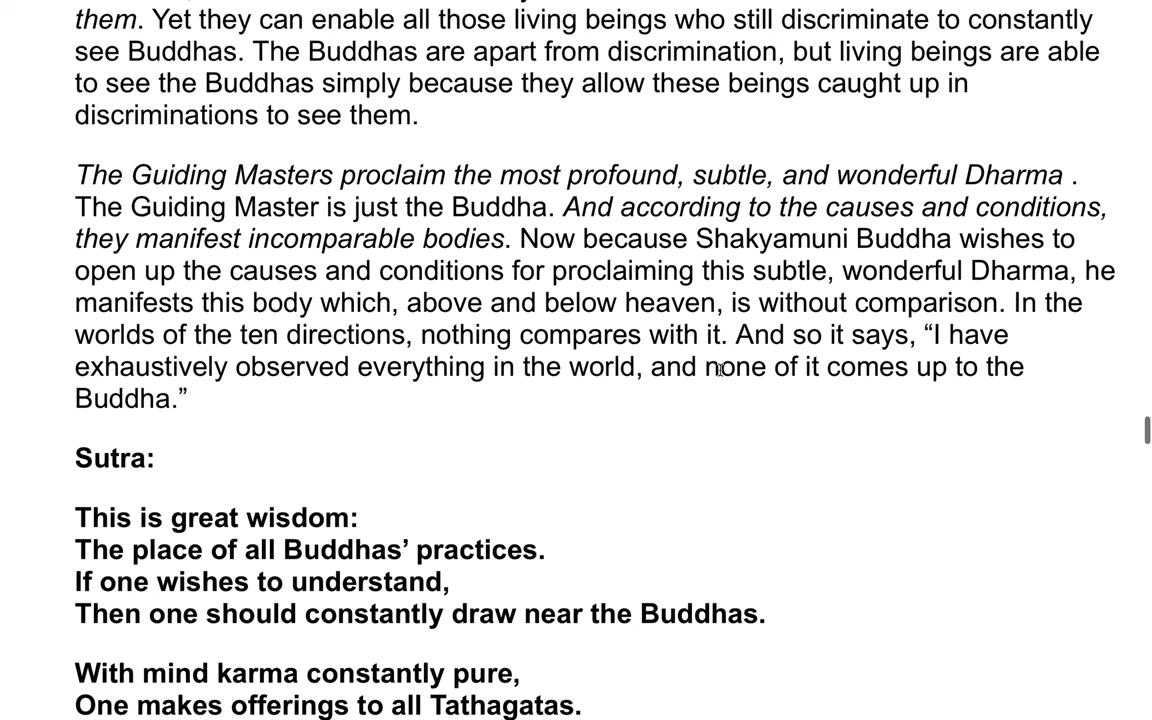 them. Yet they can enable all those living beings who still discriminate to constantly
see Buddhas. The Buddhas are apart from discrimination, but living beings are able
to see the Buddhas simply because they allow these beings caught up in
discriminations to see them.
The Guiding Masters proclaim the most profound, subtle, and wonderful Dharma .
The Guiding Master is just the Buddha. And according to the causes and conditions,
they manifest incomparable bodies. Now because Shakyamuni Buddha wishes to
open up the causes and conditions for proclaiming this subtle, wonderful Dharma, he
manifests this body which, above and below heaven, is without comparison. In the
worlds of the ten directions, nothing compares with it. And so it says, “I have
exhaustively observed everything in the world, and none of it comes up to the
Buddha.”
Sutra:
This is great wisdom:
The place of all Buddhas’ practices.
If one wishes to understand,
Then one should constantly draw near the Buddhas.
With mind karma constantly pure,
One makes offerings to all Tathagatas.